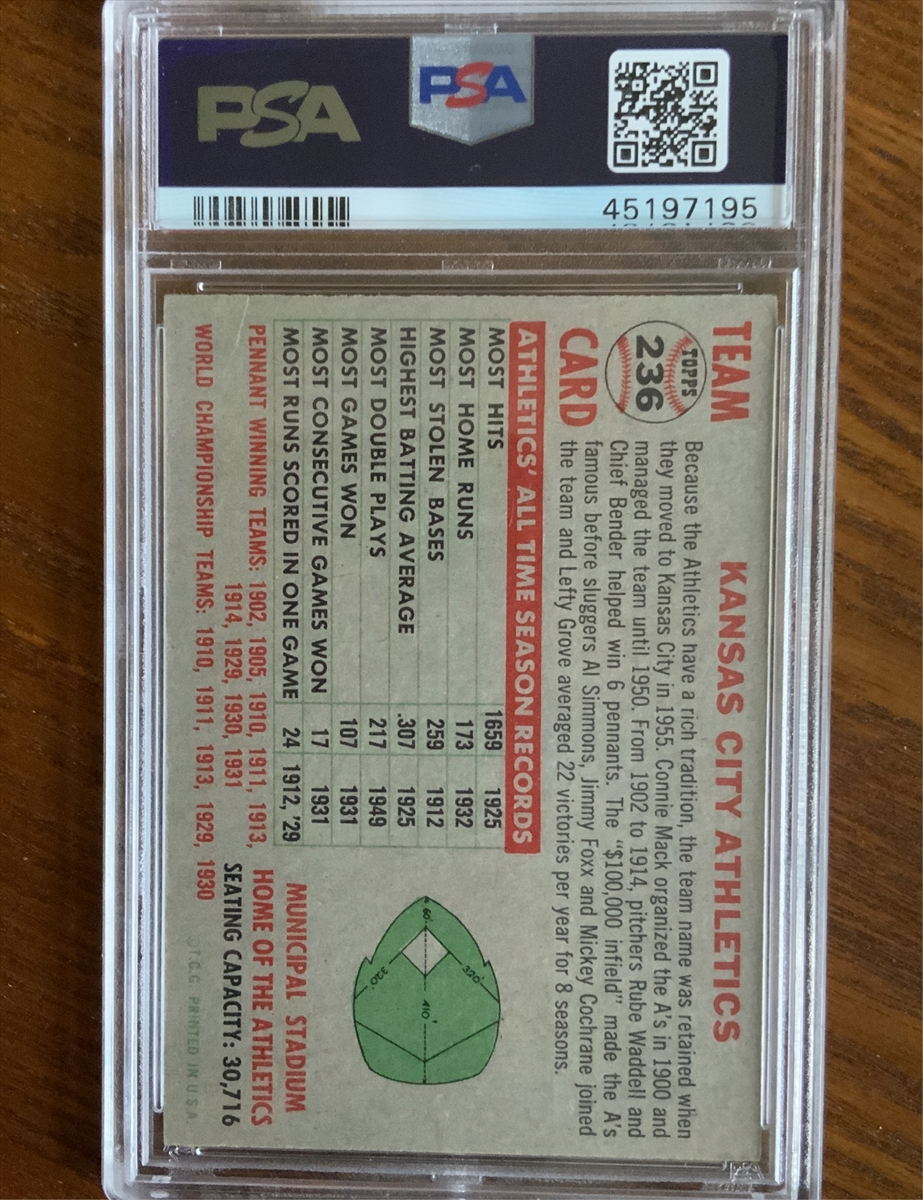 PSA
PSA
45197195
TEAM
TOPPS
236
CARD
KANSAS CITY ATHLETICS
Because the Athletics have a rich tradition, the team name was retained when
they moved to Kansas City in 1955. Connie Mack organized the A's in 1900 and
managed the team until 1950. From 1902 to 1914, pitchers Rube Waddell and
Chief Bender helped win 6 pennants. The "$100,000 infield" made the A's
famous before sluggers Al Simmons, Jimmy Foxx and Mickey Cochrane joined
the team and Lefty Grove averaged 22 victories per year for 8 seasons.
ATHLETICS' ALL TIME SEASON RECORDS
MOST HITS 1659 1925
MOST HOME RUNS 173 1932
MOST STOLEN BASES 259 1912
HIGHEST BATTING AVERAGE .307 1925
MOST DOUBLE PLAYS 217 1949
MOST GAMES WON 107 1931
MOST CONSECUTIVE GAMES WON 17 1931
MOST RUNS SCORED IN ONE GAME 24 1912, '29
PENNANT WINNING TEAMS: 1902, 1905, 1910, 1911, 1913,
1914, 1929, 1930, 1931
WORLD CHAMPIONSHIP TEAMS: 1910, 1911, 1913, 1929, 1930
60'
320'
410'
320'
MUNICIPAL STADIUM
HOME OF THE ATHLETICS
SEATING CAPACITY: 30,716
©T.C.G. PRINTED IN U.S.A.